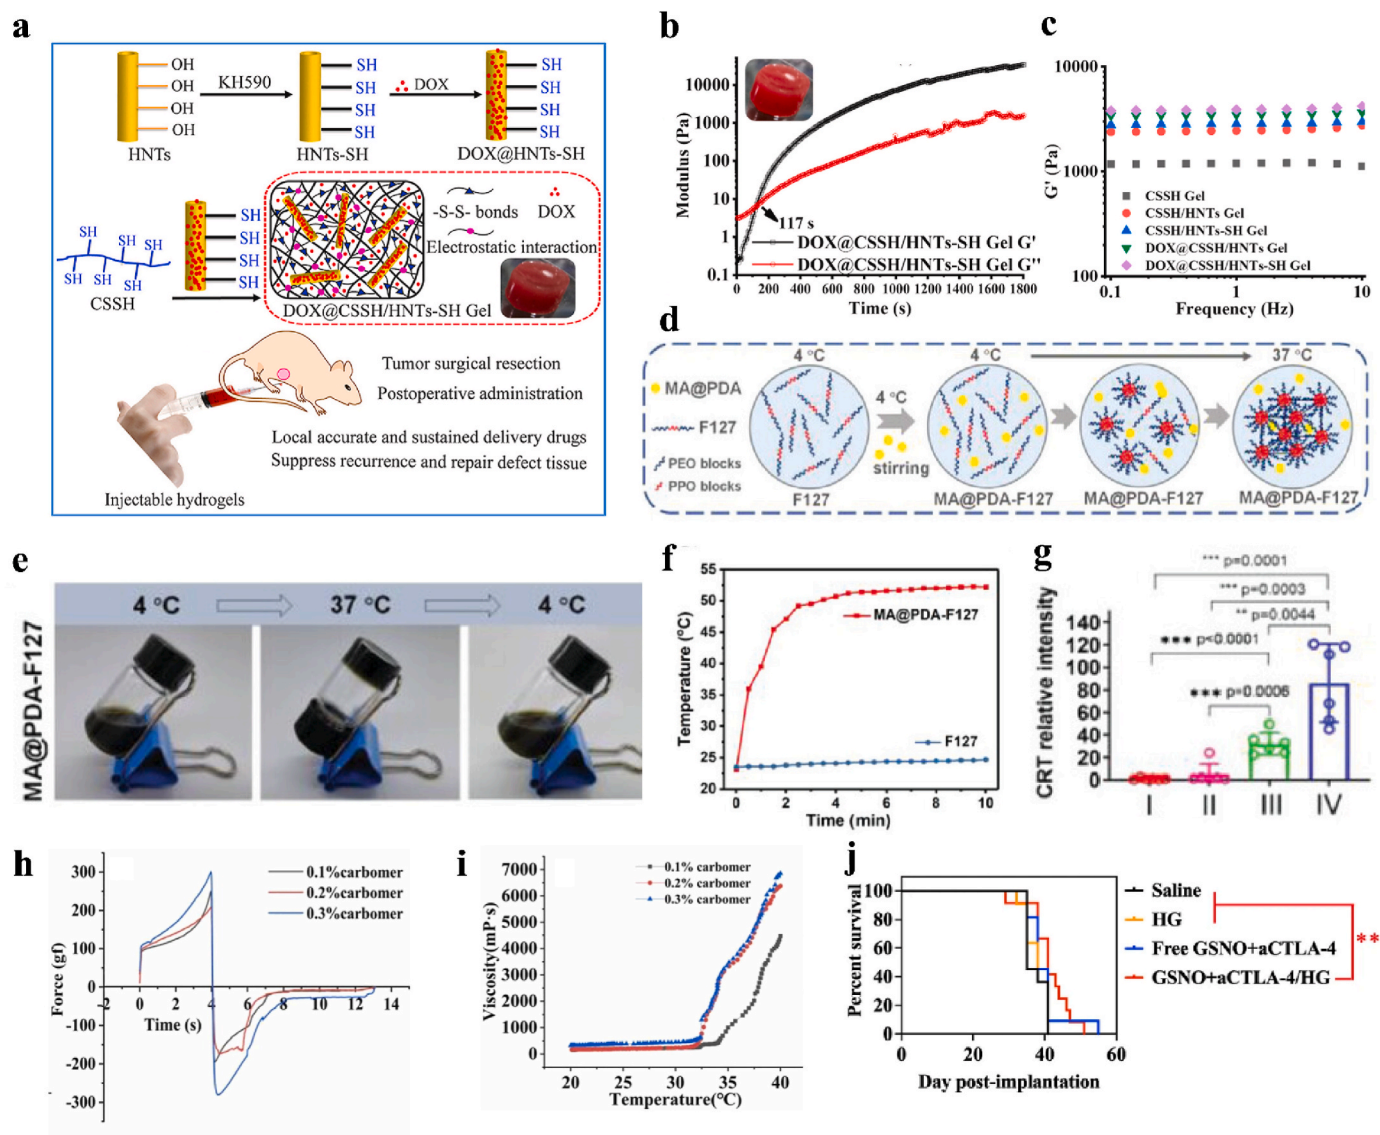 a
OH
OH
OH
OH
KH590
SH
SH
SH
SH
DOX
SH
SH
SH
SH
HNTs
HNTs-SH
DOX@HNTs-SH
SH
SH
SH
SH
SH
SH
SH
SH
SH
SH
CSSH
-S-S- bonds
DOX
Electrostatic interaction
DOX@CSSH/HNTs-SH Gel
Tumor surgical resection
Postoperative administration
Local accurate and sustained delivery drugs
Suppress recurrence and repair defect tissue
Injectable hydrogels
b
Modulus (Pa)
10000
1000
100
10
1
0.1
117 s
DOX@CSSH/HNTs-SH Gel G'
DOX@CSSH/HNTs-SH Gel G''
0 200 400 600 800 1000 1200 1400 1600 1800
Time (s)
c
G' (Pa)
10000
1000
100
CSSH Gel
CSSH/HNTs Gel
CSSH/HNTs-SH Gel
DOX@CSSH/HNTs Gel
DOX@CSSH/HNTs-SH Gel
0.1 1 10
Frequency (Hz)
d
4 °C
4 °C
37 °C
MA@PDA
F127
PEO blocks
PPO blocks
4 °C
stirring
F127
MA@PDA-F127
MA@PDA-F127
MA@PDA-F127
e
MA@PDA-F127
4 °C
37 °C
4 °C
f
Temperature (°C)
55
50
45
40
35
30
25
20
MA@PDA-F127
F127
0 2 4 6 8 10
Time (min)
g
CRT relative intensity
*** p=0.0001
*** p=0.0003
** p=0.0044
*** p<0.0001
*** p=0.0006
140
120
100
80
60
40
20
0
I II III IV
h
Force (gf)
300
200
100
0
-100
-200
-300
0.1%carbomer
0.2%carbomer
0.3%carbomer
-2 0 2 4 6 8 10 12 14
Time (s)
i
Viscosity(mP·s)
7000
6000
5000
4000
3000
2000
1000
0
0.1% carbomer
0.2% carbomer
0.3% carbomer
20 25 30 35 40
Temperature(°C)
j
Percent survival
100
80
60
40
20
0
Saline
HG
Free GSNO+aCTLA-4
GSNO+aCTLA-4/HG
**
0 20 40 60
Day post-implantation